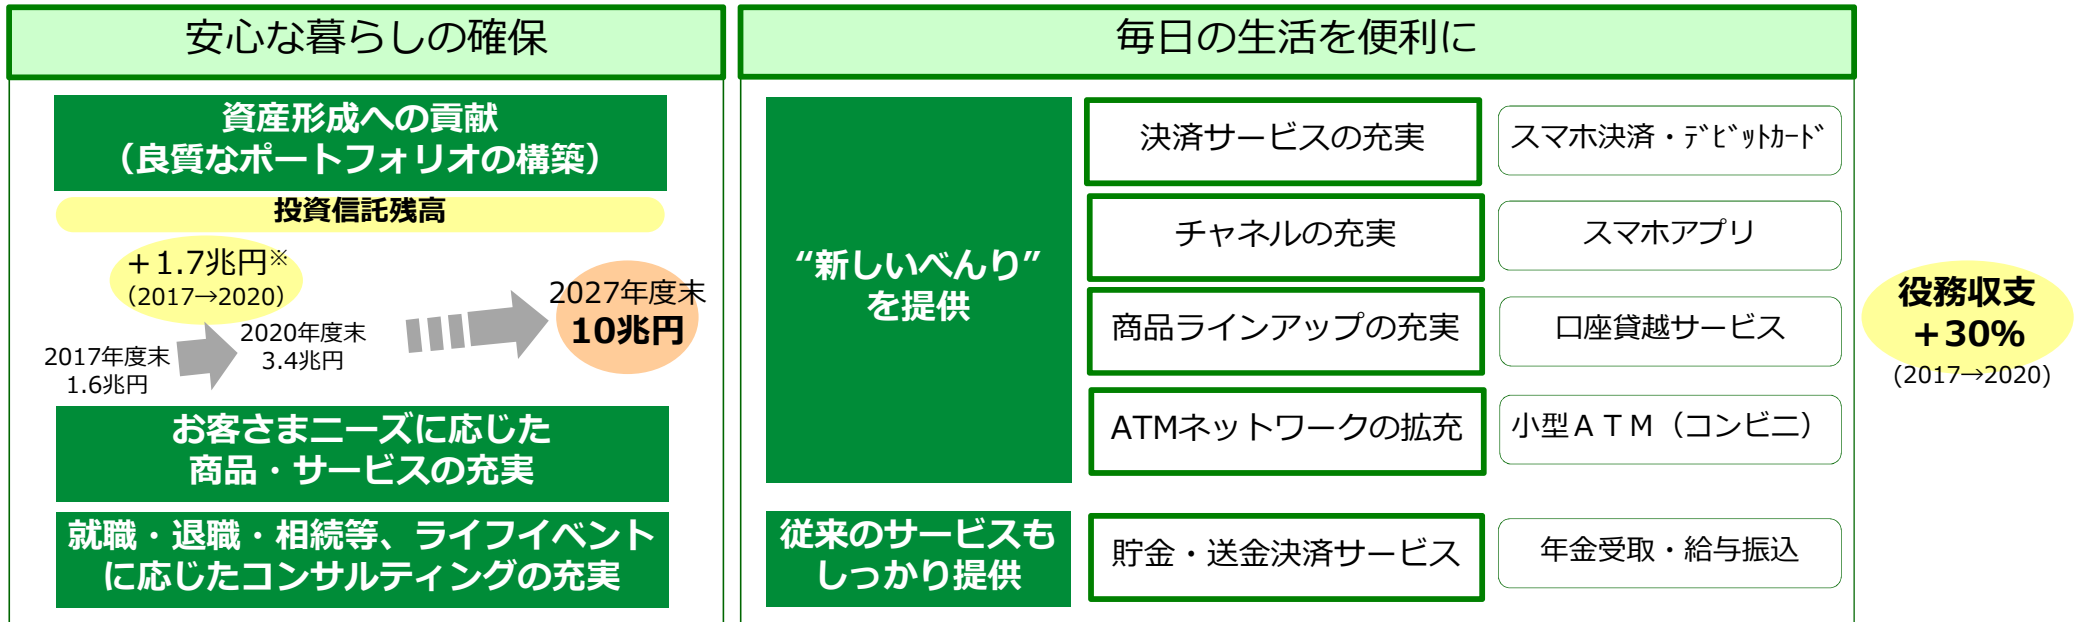 安心な暮らしの確保
資産形成への貢献
（良質なポートフォリオの構築）
投資信託残高
＋1.7兆円※
（2017→2020）
2017年度末
1.6兆円
2020年度末
3.4兆円
2027年度末
10兆円
お客さまニーズに応じた
商品・サービスの充実
就職・退職・相続等、ライフイベント
に応じたコンサルティングの充実
毎日の生活を便利に
“新しいべんり”
を提供
決済サービスの充実
スマホ決済・ﾃﾞﾋﾞｯﾄｶｰﾄﾞ
チャネルの充実
スマホアプリ
商品ラインアップの充実
口座貸越サービス
ATMネットワークの拡充
小型ＡＴＭ（コンビニ）
従来のサービスも
しっかり提供
貯金・送金決済サービス
年金受取・給与振込
役務収支
＋30%
(2017→2020)